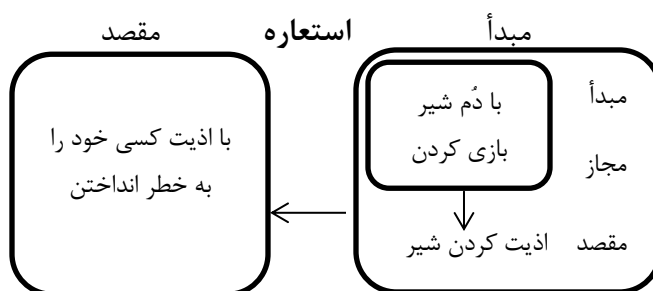 مبدأ
استعاره
مقصد
مبدأ
با دُم شیر
بازی کردن
مجاز
مقصد
اذیت کردن شیر
با اذیت کسی خود را
به خطر انداختن